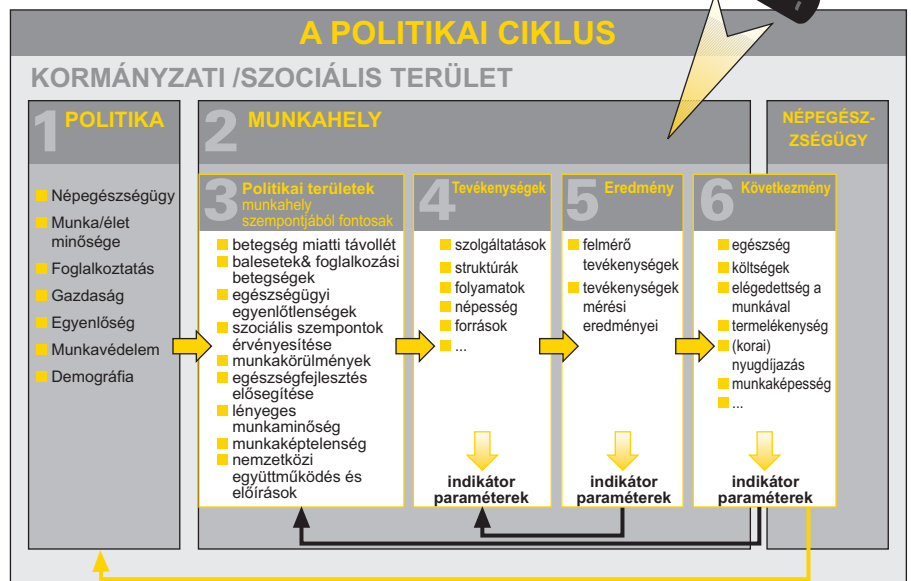 A POLITIKAI CIKLUS
KORMÁNYZATI /SZOCIÁLIS TERÜLET
1 POLITIKA
Népegészségügy
Munka/élet
minősége
Foglalkoztatás
Gazdaság
Egyenlőség
Munkavédelem
Demográfia
2 MUNKAHELY
3 Politikai területek
munkahely
szempontjából fontosak
betegség miatti távollét
balesetek& foglalkozási
betegségek
egészségügyi
egyenlőtlenségek
szociális szempontok
érvényesítése
munkakörülmények
egészségfejlesztés
elősegítése
lényeges
munkaminőség
munkaképtelenség
nemzetközi
együttműködés és
előírások
4 Tevékenységek
szolgáltatások
struktúrák
folyamatok
népesség
források
...
indikátor
paraméterek
5 Eredmény
felmérő
tevékenységek
tevékenységek
mérési
eredményei
indikátor
paraméterek
6 Következmény
egészség
költségek
elégedettség a
munkával
termelékenység
(korai)
nyugdíjazás
munkaképesség
...
indikátor
paraméterek
NÉPEGÉSZ-
ZSÉGÜGY